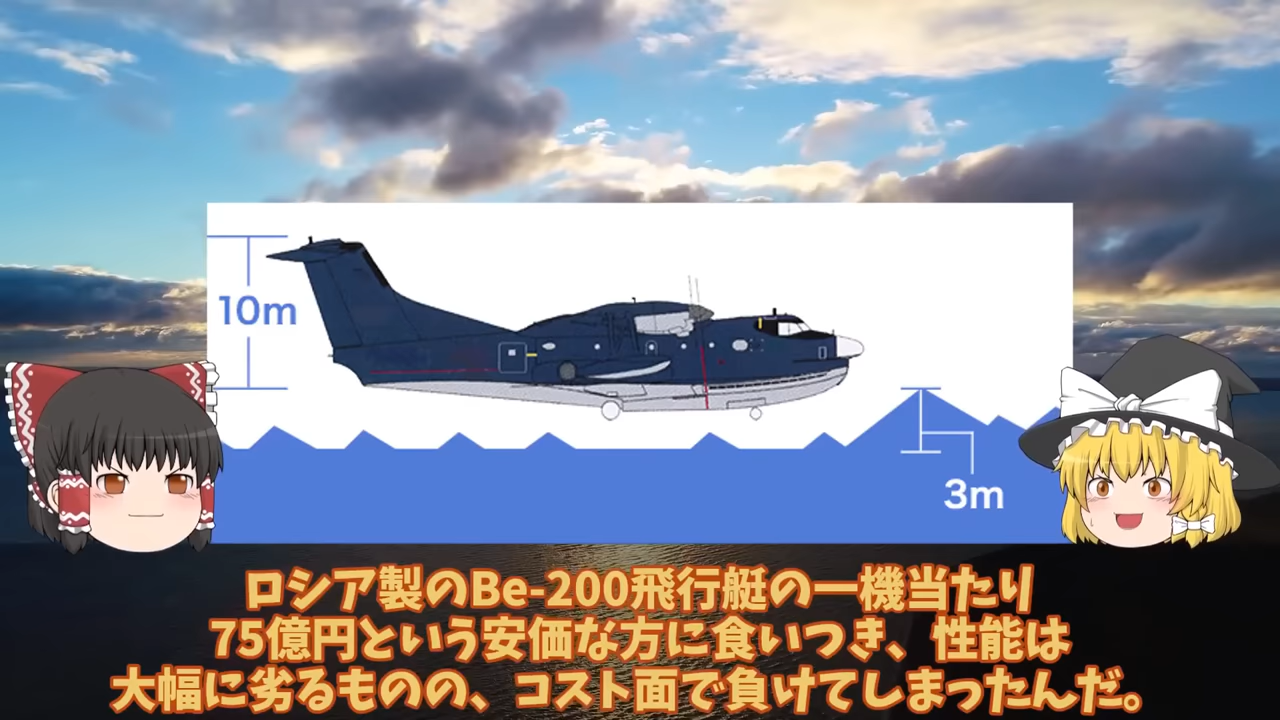 10m
3m
ロシア製のBe-200飛行艇の一機当たり
75億円という安価な方に食いつき、性能は
大幅に劣るものの、コスト面で負けてしまったんだ。